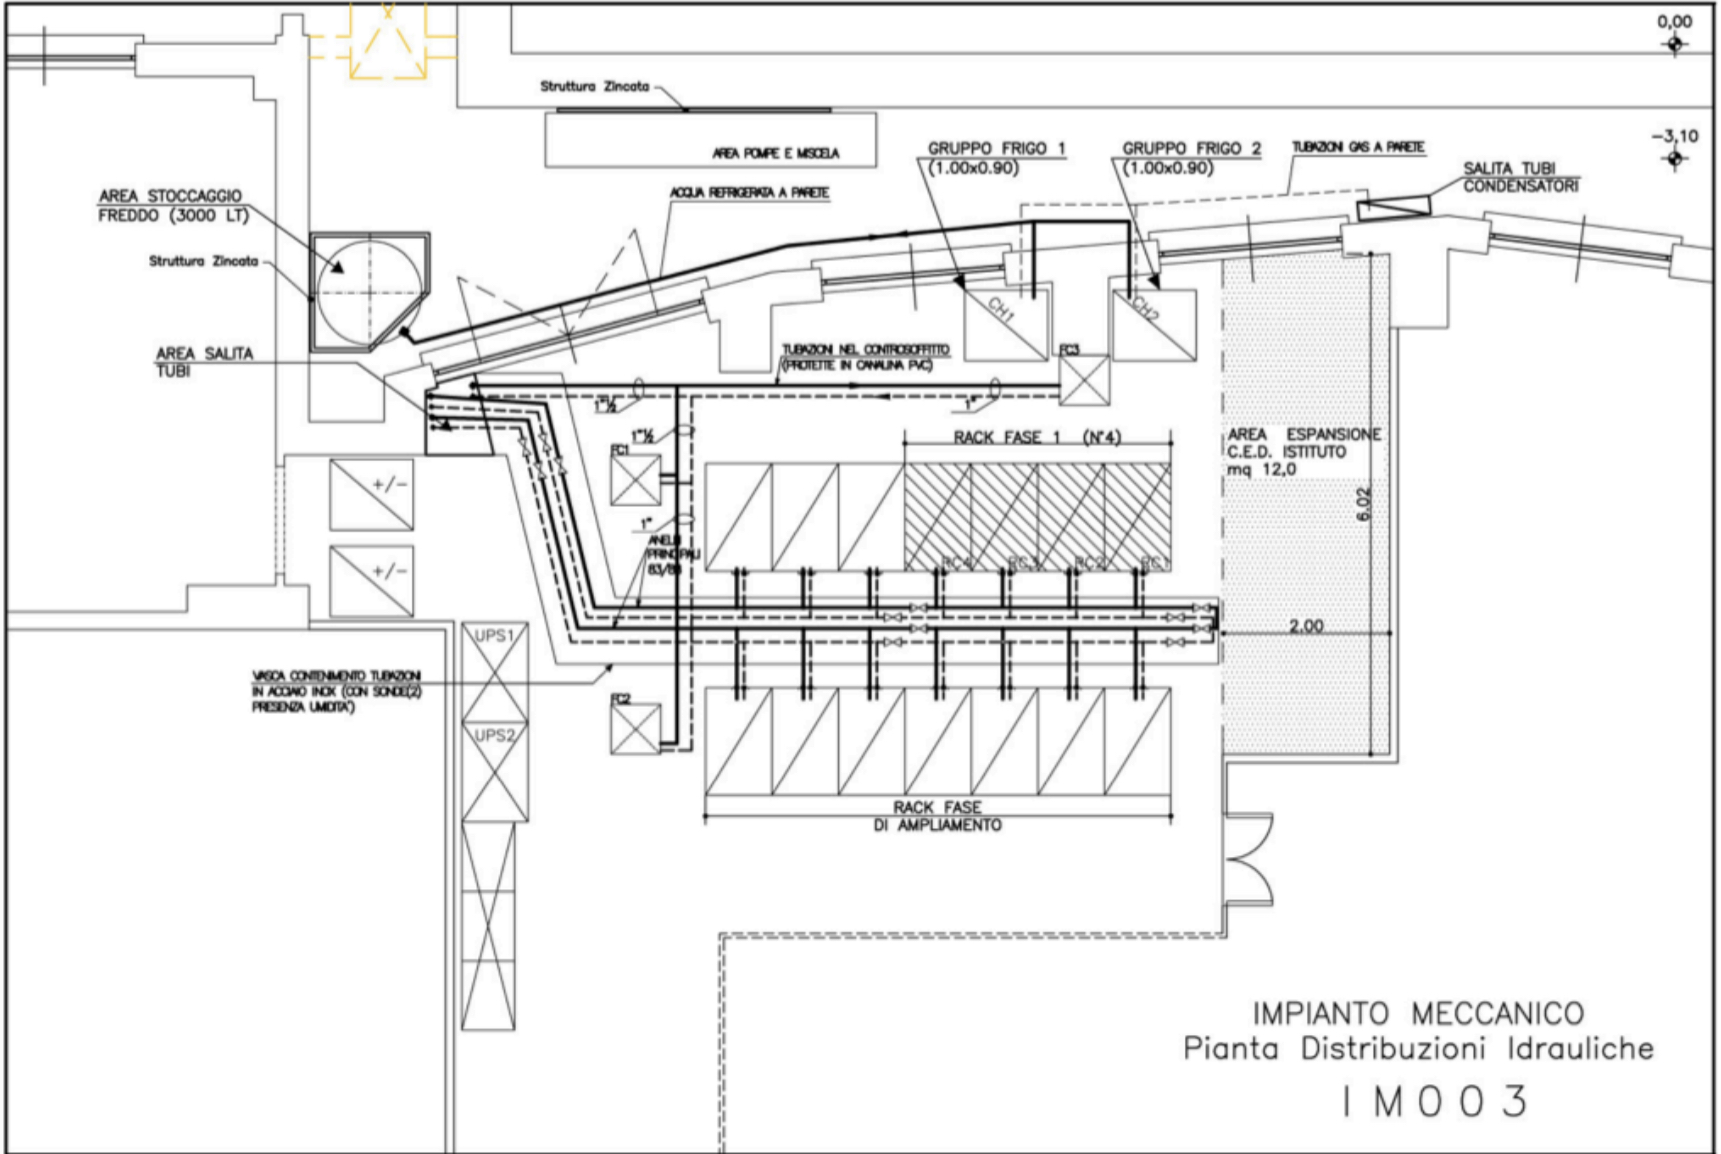 0,00
Struttura Zincata
AREA POMPE E MISCELA
-3,10
GRUPPO FRIGO 1
(1.00x0.90)
GRUPPO FRIGO 2
(1.00x0.90)
TUBAZIONI GAS A PARETE
SALITA TUBI
CONDENSATORI
AREA STOCCAGGIO
FREDDO (3000 LT)
ACQUA REFRIGERATA A PARETE
Struttura Zincata
CH1
CH2
AREA SALITA
TUBI
TUBAZIONI NEL CONTROSOFFITTO
(PROTETTE IN CANALINA PVC)
FC3
1"½
1"
1"½
RACK FASE 1 (N°4)
AREA ESPANSIONE
C.E.D. ISTITUTO
mq 12,0
FC1
+/-
6.02
1"
ANELLI
PRINCIPALI
+/-
RC4
RC3
RC2
RC1
2.00
UPS1
VASCA CONTENIMENTO TUBAZIONI
IN ACCIAIO INOX (CON SONDE(2)
PRESENZA UMIDITA')
FC2
UPS2
RACK FASE
DI AMPLIAMENTO
IMPIANTO MECCANICO
Pianta Distribuzioni Idrauliche
IM003